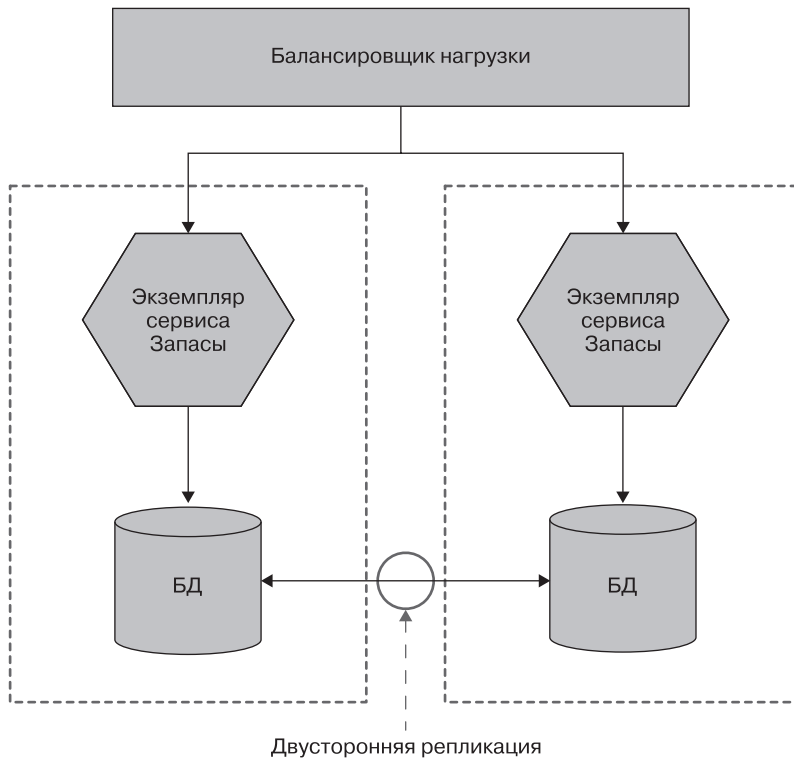 Балансировщик нагрузки
Экземпляр
сервиса
Запасы
Экземпляр
сервиса
Запасы
БД
БД
Двусторонняя репликация